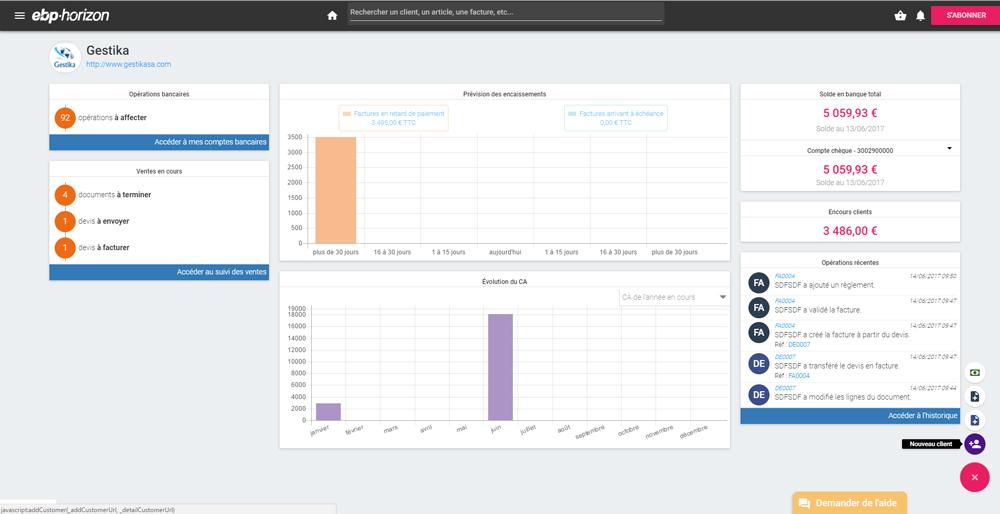 ebp·horizon
Rechercher un client, un article, une facture, etc...
S'ABONNER
Gestika
Gestika
http://www.gestikasa.com
Opérations bancaires
92 opérations à affecter
Accéder à mes comptes bancaires
Ventes en cours
4 documents à terminer
1 devis à envoyer
1 devis à facturer
Accéder au suivi des ventes
Prévision des encaissements
Factures en retard de paiement
3 495,00 € TTC
Factures arrivant à échéance
0,00 € TTC
3500
3000
2500
2000
1500
1000
500
0
plus de 30 jours
16 à 30 jours
1 à 15 jours
aujourd'hui
1 à 15 jours
16 à 30 jours
plus de 30 jours
Évolution du CA
CA de l'année en cours
19000
18000
16000
14000
12000
10000
8000
6000
4000
2000
0
janvier
février
mars
avril
mai
juin
juillet
août
septembre
octobre
novembre
décembre
Solde en banque total
5 059,93 €
Solde au 13/06/2017
Compte chèque - 3002900000
5 059,93 €
Solde au 13/06/2017
Encours clients
3 486,00 €
Opérations récentes
FA
FA0004
14/06/2017 09:50
SDFSDF a ajouté un règlement.
FA
FA0004
14/06/2017 09:47
SDFSDF a validé la facture.
FA
FA0004
14/06/2017 09:47
SDFSDF a créé la facture à partir du devis.
Réf : DE0007
DE
DE0007
14/06/2017 09:47
SDFSDF a transféré le devis en facture.
Réf : FA0004
DE
DE0007
14/06/2017 09:44
SDFSDF a modifié les lignes du document.
Accéder à l'historique
Nouveau client
Demander de l'aide
javascript:addCustomer(_addCustomerUrl, _detailCustomerUrl)